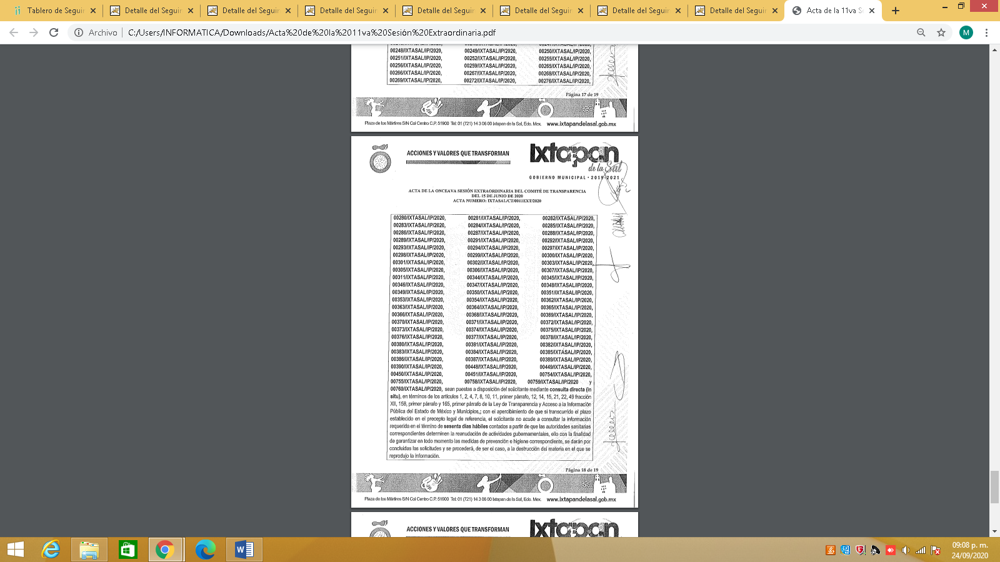 Tablero de Seguir
Detalle del Seguir
Detalle del Seguir
Detalle del Seguir
Detalle del Seguir
Detalle del Seguir
Detalle del Seguir
Detalle del Seguir
Acta de la 11va Se
Archivo
C:/Users/INFORMATICA/Downloads/Acta%20de%20la%2011va%20Sesión%20Extraordinaria.pdf
M
00248/IXTASAL/IP/2020, 00249/IXTASAL/IP/2020, 00250/IXTASAL/IP/2020,
00251/IXTASAL/IP/2020, 00252/IXTASAL/IP/2020, 00255/IXTASAL/IP/2020,
00256/IXTASAL/IP/2020, 00259/IXTASAL/IP/2020, 00265/IXTASAL/IP/2020,
00266/IXTASAL/IP/2020, 00267/IXTASAL/IP/2020, 00268/IXTASAL/IP/2020,
00269/IXTASAL/IP/2020, 00272/IXTASAL/IP/2020, 00276/IXTASAL/IP/2020,
Página 17 de 19
Plaza de los Mártires S/N Col Centro C.P. 51900 Tel: 01 (721) 14 3 06 00 Ixtapan de la Sal, Edo. Mex. www.ixtapandelasal.gob.mx
ACCIONES Y VALORES QUE TRANSFORMAN
Ixtapan
de la Sal
GOBIERNO MUNICIPAL • 2019-2021
ACTA DE LA ONCEAVA SESIÓN EXTRAORDINARIA DEL COMITÉ DE TRANSPARENCIA
DEL 15 DE JUNIO DE 2020
ACTA NUMERO: IXTASAL/CT/0011EXT/2020
00280/IXTASAL/IP/2020, 00281/IXTASAL/IP/2020, 00282/IXTASAL/IP/2020,
00283/IXTASAL/IP/2020, 00284/IXTASAL/IP/2020, 00285/IXTASAL/IP/2020,
00286/IXTASAL/IP/2020, 00287/IXTASAL/IP/2020, 00288/IXTASAL/IP/2020,
00289/IXTASAL/IP/2020, 00291/IXTASAL/IP/2020, 00292/IXTASAL/IP/2020,
00293/IXTASAL/IP/2020, 00294/IXTASAL/IP/2020, 00297/IXTASAL/IP/2020,
00298/IXTASAL/IP/2020, 00299/IXTASAL/IP/2020, 00300/IXTASAL/IP/2020,
00301/IXTASAL/IP/2020, 00302/IXTASAL/IP/2020, 00303/IXTASAL/IP/2020,
00305/IXTASAL/IP/2020, 00306/IXTASAL/IP/2020, 00307/IXTASAL/IP/2020,
00311/IXTASAL/IP/2020, 00344/IXTASAL/IP/2020, 00345/IXTASAL/IP/2020,
00346/IXTASAL/IP/2020, 00347/IXTASAL/IP/2020, 00348/IXTASAL/IP/2020,
00349/IXTASAL/IP/2020, 00350/IXTASAL/IP/2020, 00351/IXTASAL/IP/2020,
00353/IXTASAL/IP/2020, 00354/IXTASAL/IP/2020, 00362/IXTASAL/IP/2020,
00363/IXTASAL/IP/2020, 00364/IXTASAL/IP/2020, 00365/IXTASAL/IP/2020,
00366/IXTASAL/IP/2020, 00368/IXTASAL/IP/2020, 00369/IXTASAL/IP/2020,
00370/IXTASAL/IP/2020, 00371/IXTASAL/IP/2020, 00372/IXTASAL/IP/2020,
00373/IXTASAL/IP/2020, 00374/IXTASAL/IP/2020, 00375/IXTASAL/IP/2020,
00376/IXTASAL/IP/2020, 00377/IXTASAL/IP/2020, 00378/IXTASAL/IP/2020,
00380/IXTASAL/IP/2020, 00381/IXTASAL/IP/2020, 00382/IXTASAL/IP/2020,
00383/IXTASAL/IP/2020, 00384/IXTASAL/IP/2020, 00385/IXTASAL/IP/2020,
00386/IXTASAL/IP/2020, 00387/IXTASAL/IP/2020, 00389/IXTASAL/IP/2020,
00390/IXTASAL/IP/2020, 00448/IXTASAL/IP/2020, 00449/IXTASAL/IP/2020,
00450/IXTASAL/IP/2020, 00451/IXTASAL/IP/2020, 00754/IXTASAL/IP/2020,
00755/IXTASAL/IP/2020, 00758/IXTASAL/IP/2020, 00759/IXTASAL/IP/2020 y
00760/IXTASAL/IP/2020, sean puestas a disposición del solicitante mediante consulta directa (in
situ), en términos de los artículos 1, 2, 4, 7, 8, 10, 11, primer párrafo, 12, 14, 15, 21, 22, 49 fracción
XII, 158, primer párrafo y 165, primer párrafo de la Ley de Transparencia y Acceso a la Información
Pública del Estado de México y Municipios,; con el apercibimiento de que si transcurrido el plazo
establecido en el precepto legal de referencia, el solicitante no acude a consultar la información
requerida en el término de sesenta días hábiles contados a partir de que las autoridades sanitarias
correspondientes determinen la reanudación de actividades gubernamentales, ello con la finalidad
de garantizar en todo momento las medidas de prevención e higiene correspondiente, se darán por
concluidas las solicitudes y se procederá, de ser el caso, a la destrucción del materia en el que se
reprodujo la información.
Página 18 de 19
Plaza de los Mártires S/N Col Centro C.P. 51900 Tel: 01 (721) 14 3 06 00 Ixtapan de la Sal, Edo. Mex. www.ixtapandelasal.gob.mx
ACCIONES Y VALORES QUE TRANSFORMAN
Ixtapan
09:08 p. m.
24/09/2020